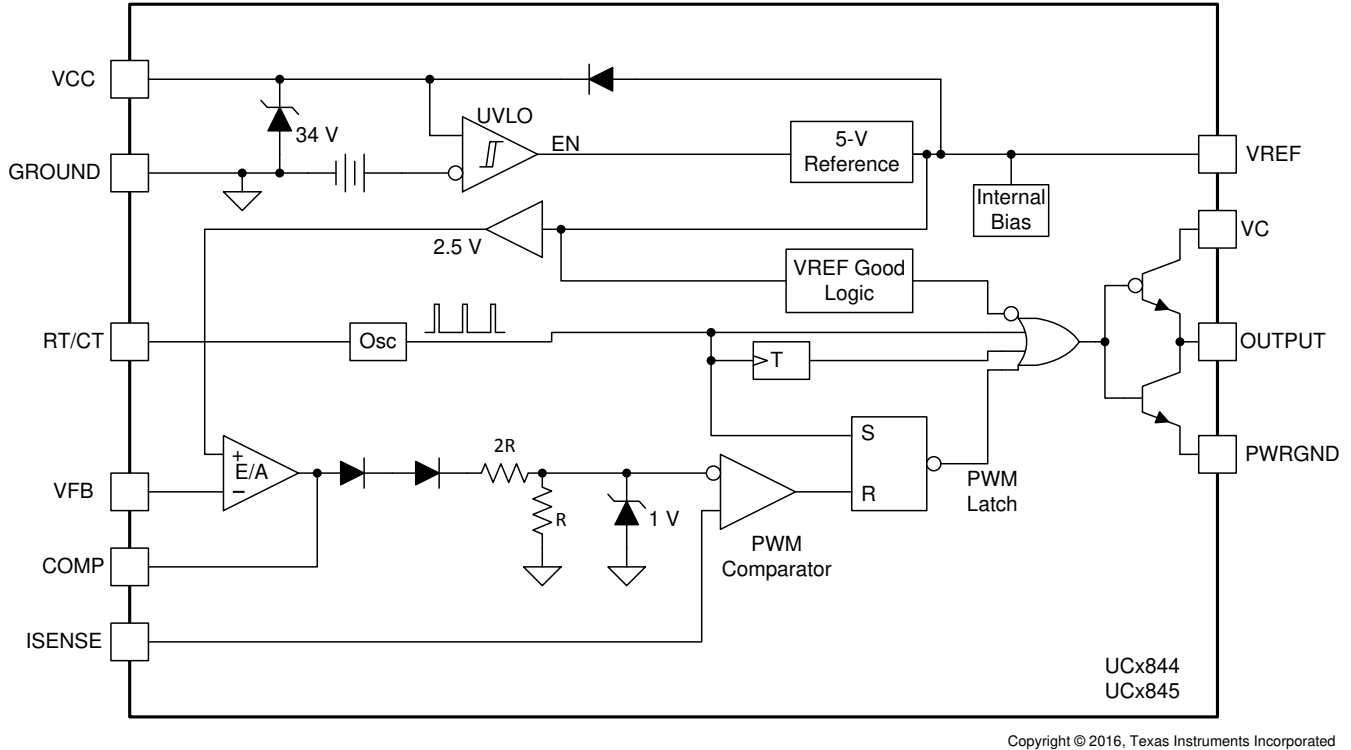 VCC
GROUND
34 V
UVLO
EN
5-V
Reference
VREF
Internal
Bias
VC
2.5 V
VREF Good
Logic
RT/CT
Osc
T
OUTPUT
S
R
PWM
Latch
PWRGND
+
E/A
−
2R
R
1 V
VFB
COMP
PWM
Comparator
ISENSE
UCx844
UCx845
Copyright © 2016, Texas Instruments Incorporated